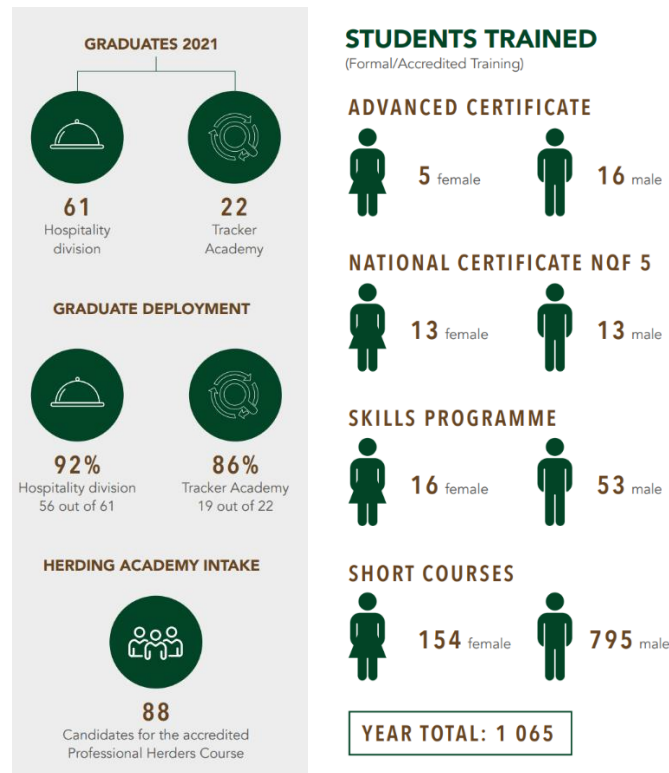 GRADUATES 2021
61
Hospitality
division
22
Tracker
Academy
GRADUATE DEPLOYMENT
92%
Hospitality division
56 out of 61
86%
Tracker Academy
19 out of 22
HERDING ACADEMY INTAKE
88
Candidates for the accredited
Professional Herders Course
STUDENTS TRAINED
(Formal/Accredited Training)
ADVANCED CERTIFICATE
5 female
16 male
NATIONAL CERTIFICATE NQF 5
13 female
13 male
SKILLS PROGRAMME
16 female
53 male
SHORT COURSES
154 female
795 male
YEAR TOTAL: 1 065